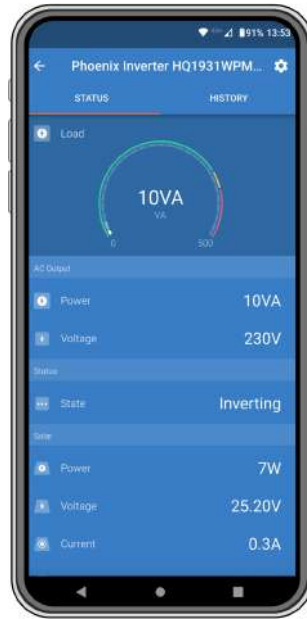 91% 13:53
Phoenix Inverter HQ1931WPM...
STATUS HISTORY
Load
10VA
VA
0 500
AC Output
Power 10VA
Voltage 230V
Status
State Inverting
Solar
Power 7W
Voltage 25.20V
Current 0.3A